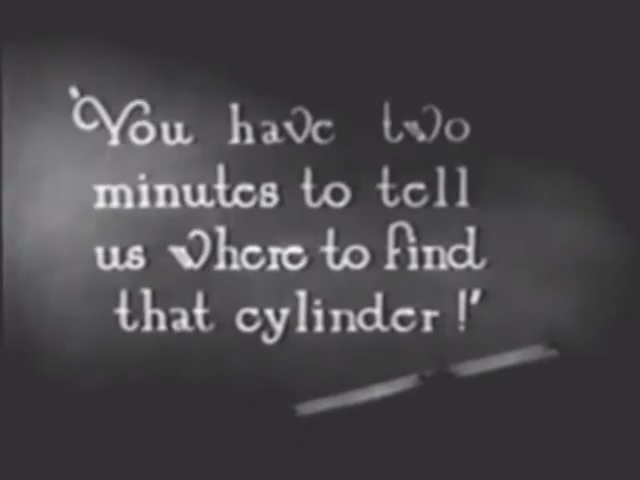 'You have two
minutes to tell
us where to find
that cylinder!'